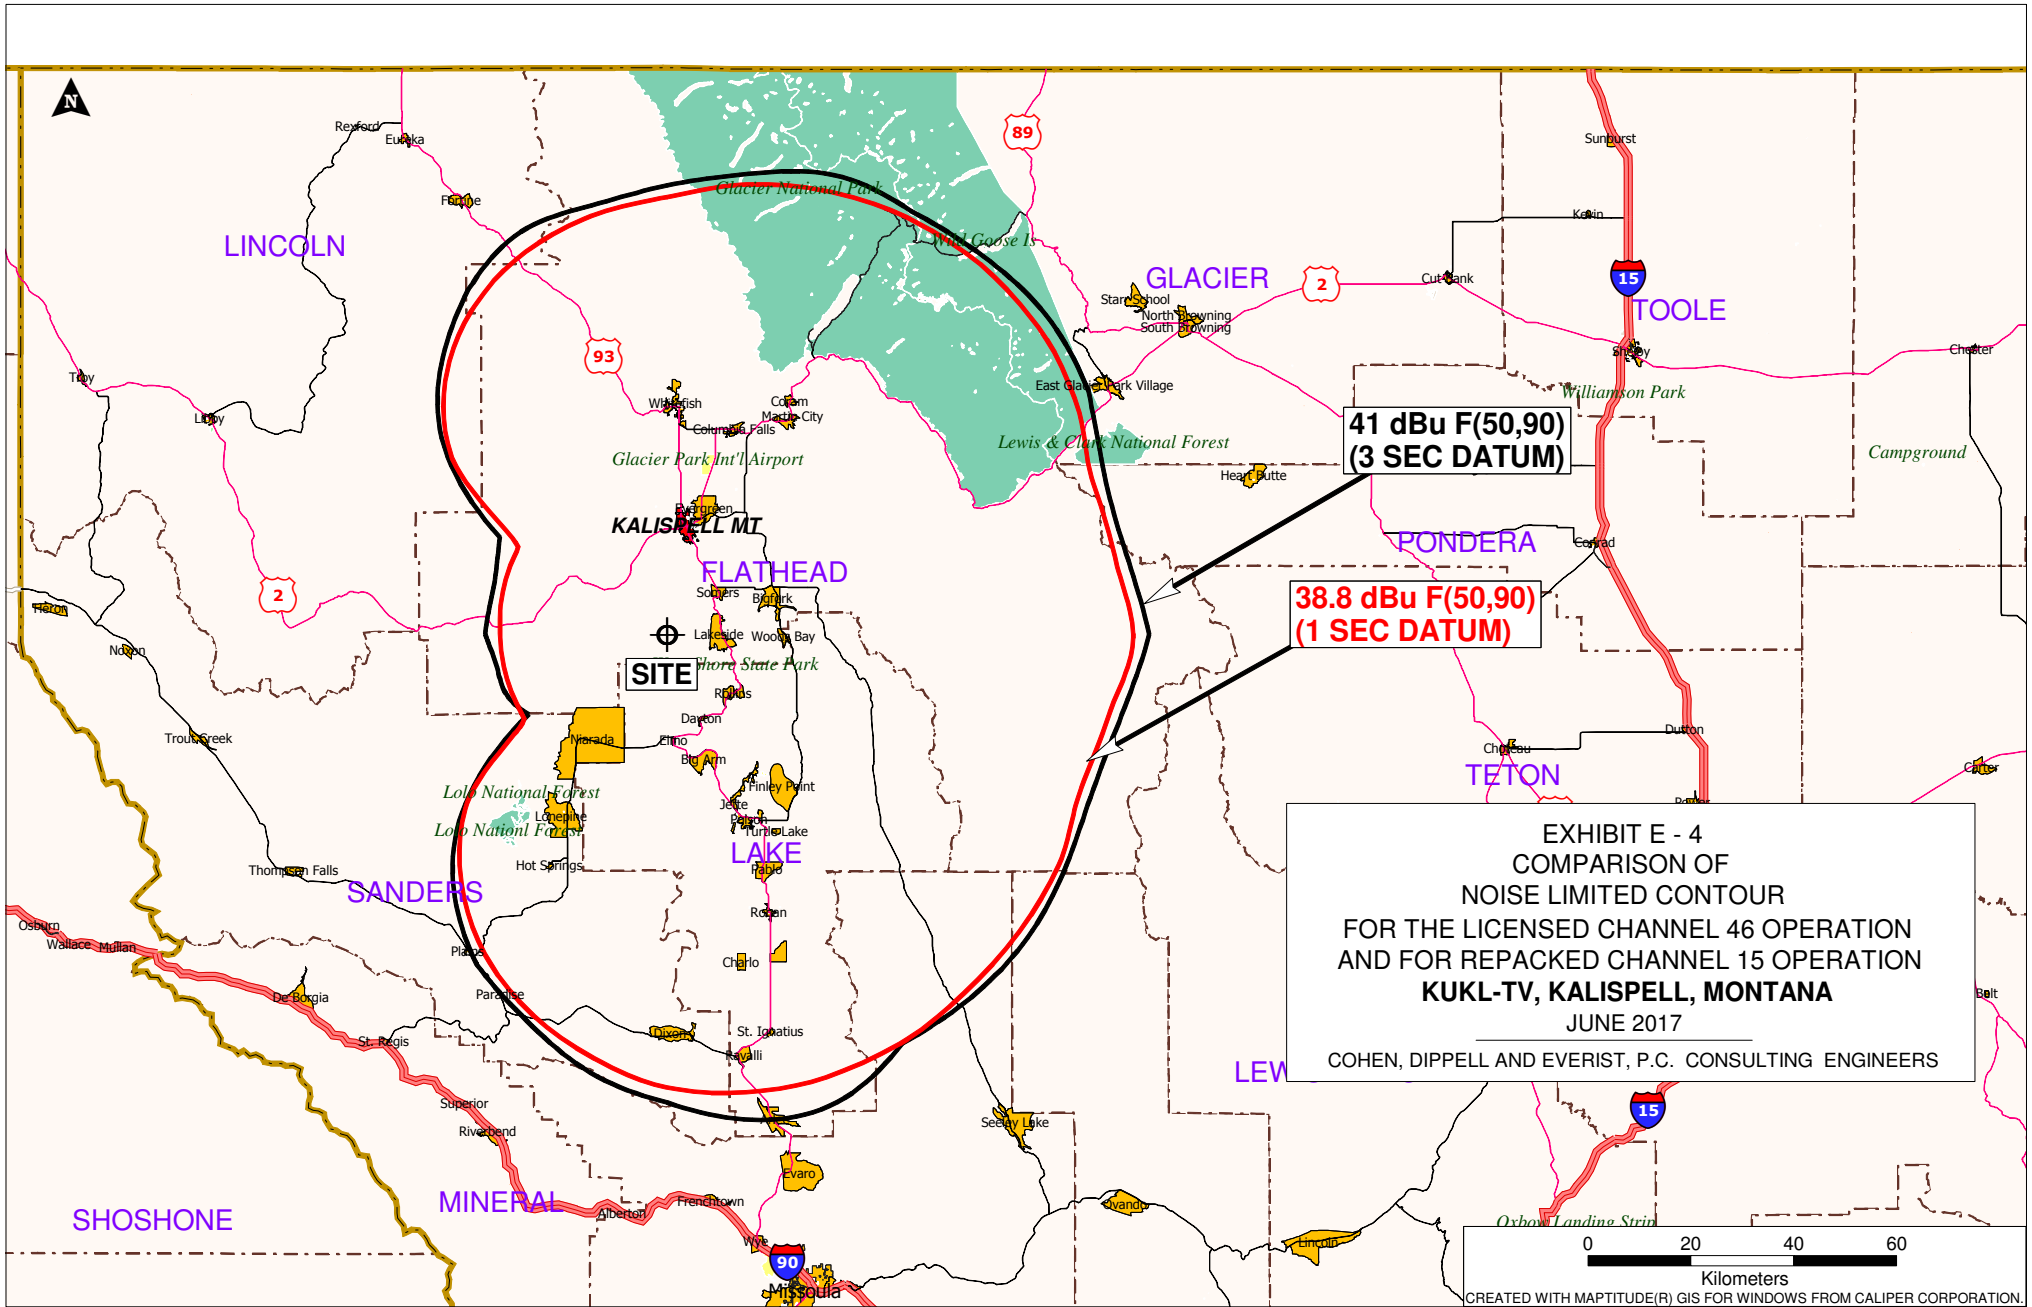 N
Rexford
Eureka
Fortine
LINCOLN
Troy
Libby
93
2
89
Glacier National Park
Wild Goose Is
GLACIER
2
Starr School
North Browning
South Browning
East Glacier Park Village
Cut Bank
Sunburst
Kevin
15
TOOLE
Shelby
Chester
Williamson Park
Campground
Whitefish
Coram
Martin City
Columbia Falls
Glacier Park Int'l Airport
Evergreen
KALISPELL MT
Lewis & Clark National Forest
Heart Butte
41 dBu F(50,90)
(3 SEC DATUM)
PONDERA
Conrad
38.8 dBu F(50,90)
(1 SEC DATUM)
FLATHEAD
Somers
Bigfork
Lakeside
Woods Bay
Shore State Park
SITE
Rollins
Dayton
Elmo
Big Arm
Niarada
Finley Point
Jette
Polson
Turtle Lake
LAKE
Pablo
Ronan
Charlo
St. Ignatius
Ravalli
Dixon
Lolo National Forest
Lonepine
Lolo Nationl Forest
Hot Springs
Heron
Noxon
Trout Creek
Thompson Falls
SANDERS
Plains
Paradise
Osburn
Wallace
Mullan
De Borgia
St. Regis
Superior
Riverbend
MINERAL
Alberton
Frenchtown
Wye
90
Missoula
Evaro
SHOSHONE
Seeley Lake
Ovando
Lincoln
Choteau
TETON
Dutton
Power
Carter
Belt
EXHIBIT E - 4
COMPARISON OF
NOISE LIMITED CONTOUR
FOR THE LICENSED CHANNEL 46 OPERATION
AND FOR REPACKED CHANNEL 15 OPERATION
KUKL-TV, KALISPELL, MONTANA
JUNE 2017
COHEN, DIPPELL AND EVERIST, P.C. CONSULTING ENGINEERS
15
Oxbow Landing Strip
0 20 40 60
Kilometers
CREATED WITH MAPTITUDE(R) GIS FOR WINDOWS FROM CALIPER CORPORATION.